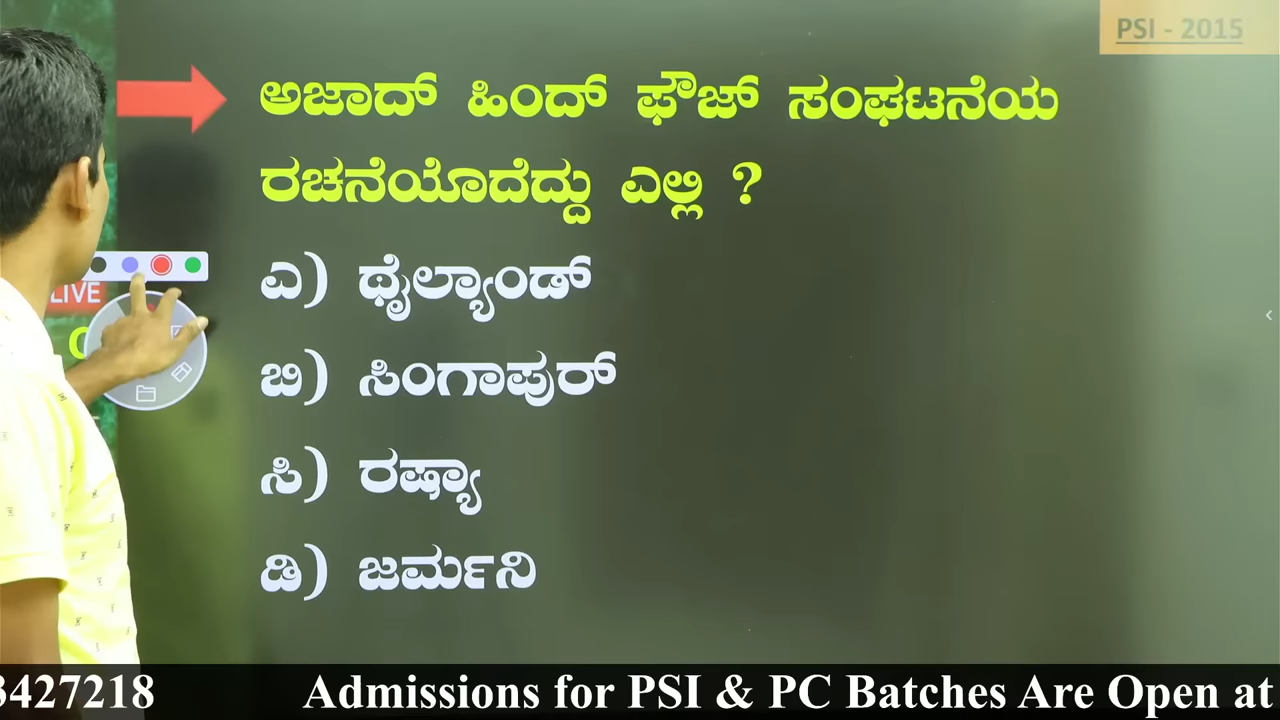 PSI - 2015
ಅಜಾದ್ ಹಿಂದ್ ಫೌಜ್ ಸಂಘಟನೆಯ
ರಚನೆಯೊದೆದ್ದು ಎಲ್ಲಿ ?
ಎ) ಥೈಲ್ಯಾಂಡ್
LIVE
ಬಿ) ಸಿಂಗಾಪುರ್
ಸಿ) ರಷ್ಯಾ
ಡಿ) ಜರ್ಮನಿ
3427218 Admissions for PSI & PC Batches Are Open at